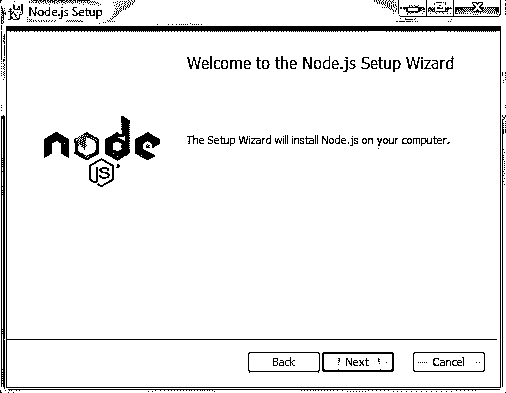 Node.js Setup
Welcome to the Node.js Setup Wizard
node
JS
The Setup Wizard will install Node.js on your computer.
Back
Next
Cancel